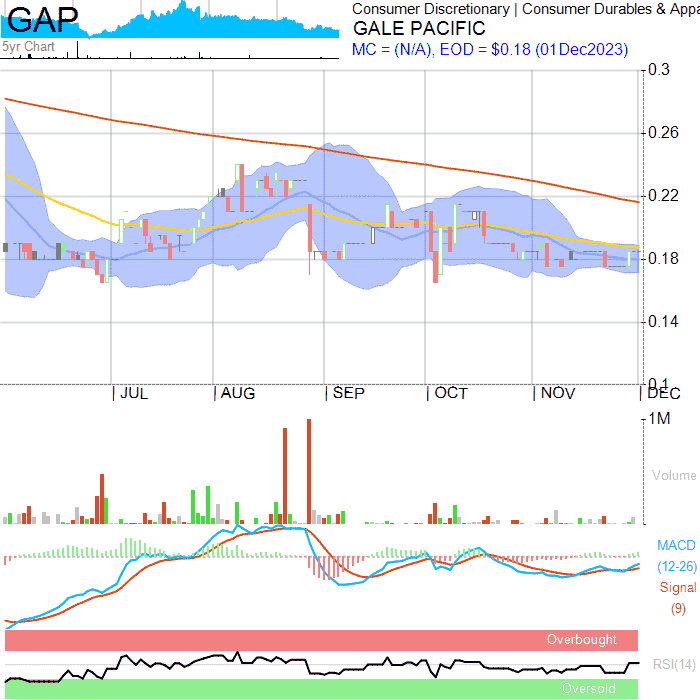 GAP
5yr Chart
Consumer Discretionary | Consumer Durables & Appa
GALE PACIFIC
MC = (N/A), EOD = $0.18 (01Dec2023)
0.3
0.26
0.22
0.18
0.14
0.1
JUL AUG SEP OCT NOV DEC
1M
Volume
MACD
(12-26)
Signal
(9)
Overbought
RSI(14)
Oversold